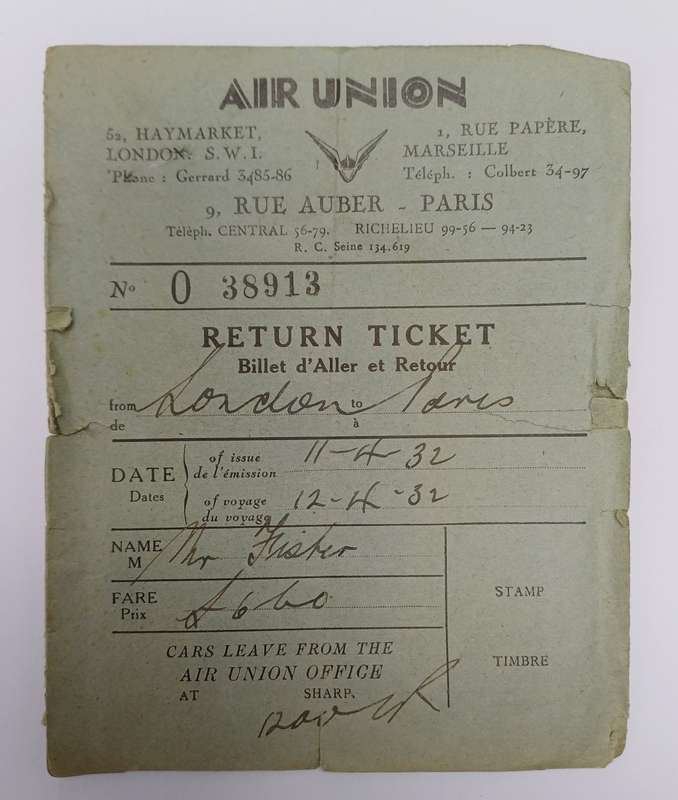 AIR UNION
52, HAYMARKET,
LONDON. S.W.1.
'Phone : Gerrard 3485-86
1, RUE PAPÈRE,
MARSEILLE
Téléph. : Colbert 34-97
9, RUE AUBER - PARIS
Téléph. CENTRAL 56-79. RICHELIEU 99-56 — 94-23
R. C. Seine 134.619
No 0 38913
RETURN TICKET
Billet d'Aller et Retour
from London to Paris
de à
DATE of issue 11-4-32
Dates de l'émission
of voyage 12-4-32
du voyage
NAME Mr
M
FARE £6 6 0
Prix
STAMP
TIMBRE
CARS LEAVE FROM THE
AIR UNION OFFICE
AT SHARP.